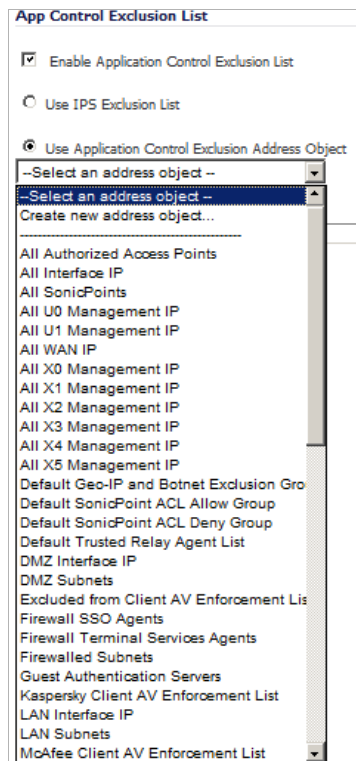 App Control Exclusion List
Enable Application Control Exclusion List
Use IPS Exclusion List
Use Application Control Exclusion Address Object
--Select an address object --
--Select an address object --
Create new address object...
--------------------------------------------
All Authorized Access Points
All Interface IP
All SonicPoints
All U0 Management IP
All U1 Management IP
All WAN IP
All X0 Management IP
All X1 Management IP
All X2 Management IP
All X3 Management IP
All X4 Management IP
All X5 Management IP
Default Geo-IP and Botnet Exclusion Gro
Default SonicPoint ACL Allow Group
Default SonicPoint ACL Deny Group
Default Trusted Relay Agent List
DMZ Interface IP
DMZ Subnets
Excluded from Client AV Enforcement Lis
Firewall SSO Agents
Firewall Terminal Services Agents
Firewalled Subnets
Guest Authentication Servers
Kaspersky Client AV Enforcement List
LAN Interface IP
LAN Subnets
McAfee Client AV Enforcement List